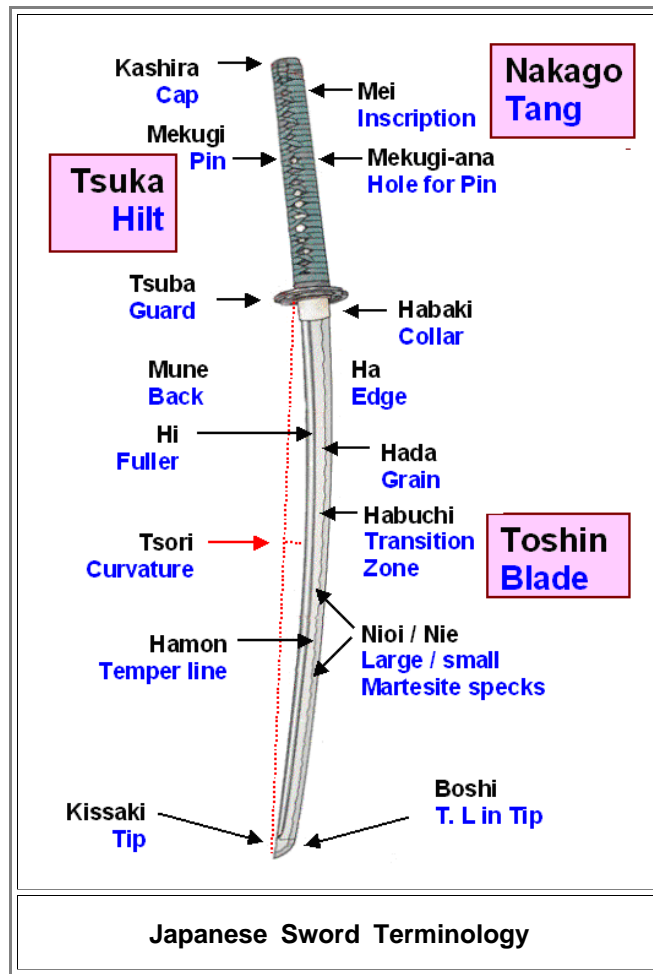 Kashira
Cap
Nakago
Tang
Mei
Inscription
Mekugi
Pin
Mekugi-ana
Hole for Pin
Tsuka
Hilt
Tsuba
Guard
Habaki
Collar
Mune
Back
Ha
Edge
Hi
Fuller
Hada
Grain
Habuchi
Transition
Zone
Toshin
Blade
Tsori
Curvature
Nioi / Nie
Large / small
Martesite specks
Hamon
Temper line
Boshi
T. L in Tip
Kissaki
Tip
Japanese Sword Terminology